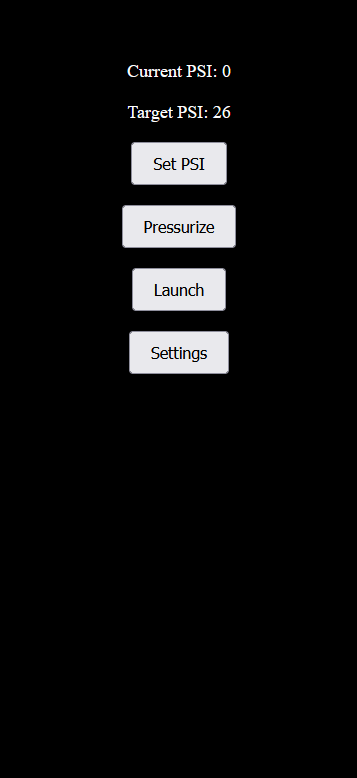 Current PSI: 0
Target PSI: 26
Set PSI
Pressurize
Launch
Settings